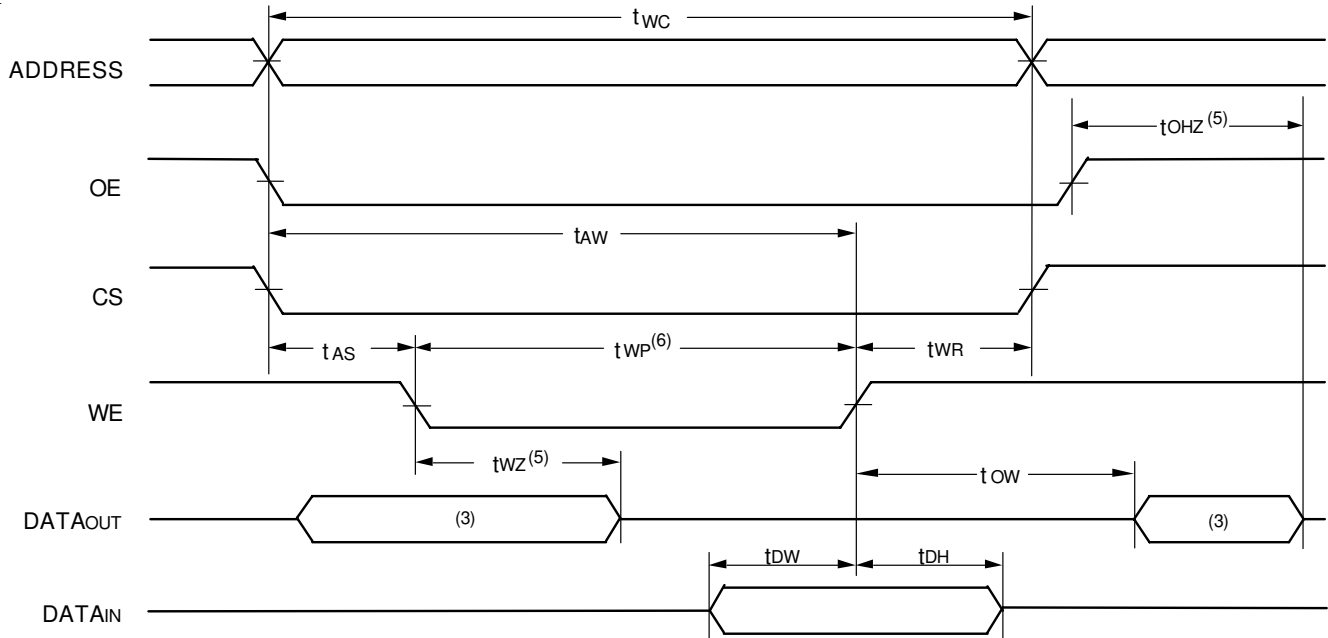 tWC
ADDRESS
tOHZ (5)
OE
tAW
CS
tAS
tWP(6)
tWR
WE
tWZ(5)
tOW
DATAOUT
(3)
(3)
tDW
tDH
DATAIN